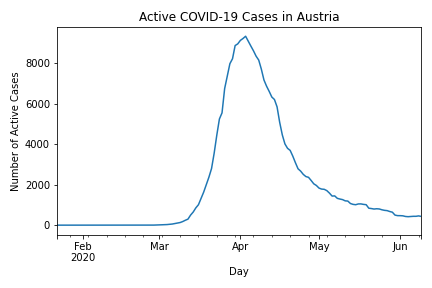 Active COVID-19 Cases in Austria
Number of Active Cases
8000
6000
4000
2000
0
Feb
2020
Mar
Apr
May
Jun
Day